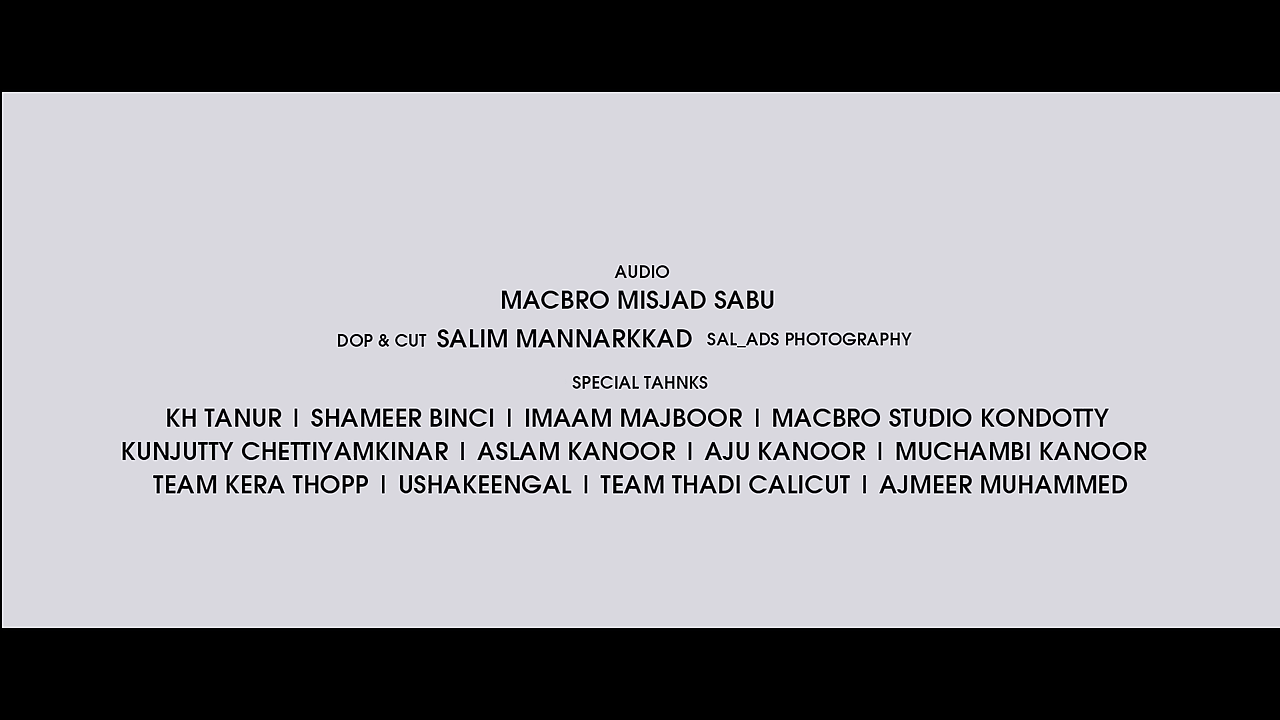 AUDIO
MACBRO MISJAD SABU
DOP & CUT SALIM MANNARKKAD SAL_ADS PHOTOGRAPHY
SPECIAL TAHNKS
KH TANUR | SHAMEER BINCI | IMAAM MAJBOOR | MACBRO STUDIO KONDOTTY
KUNJUTTY CHETTIYAMKINAR | ASLAM KANOOR | AJU KANOOR | MUCHAMBI KANOOR
TEAM KERA THOPP | USHAKEENGAL | TEAM THADI CALICUT | AJMEER MUHAMMED